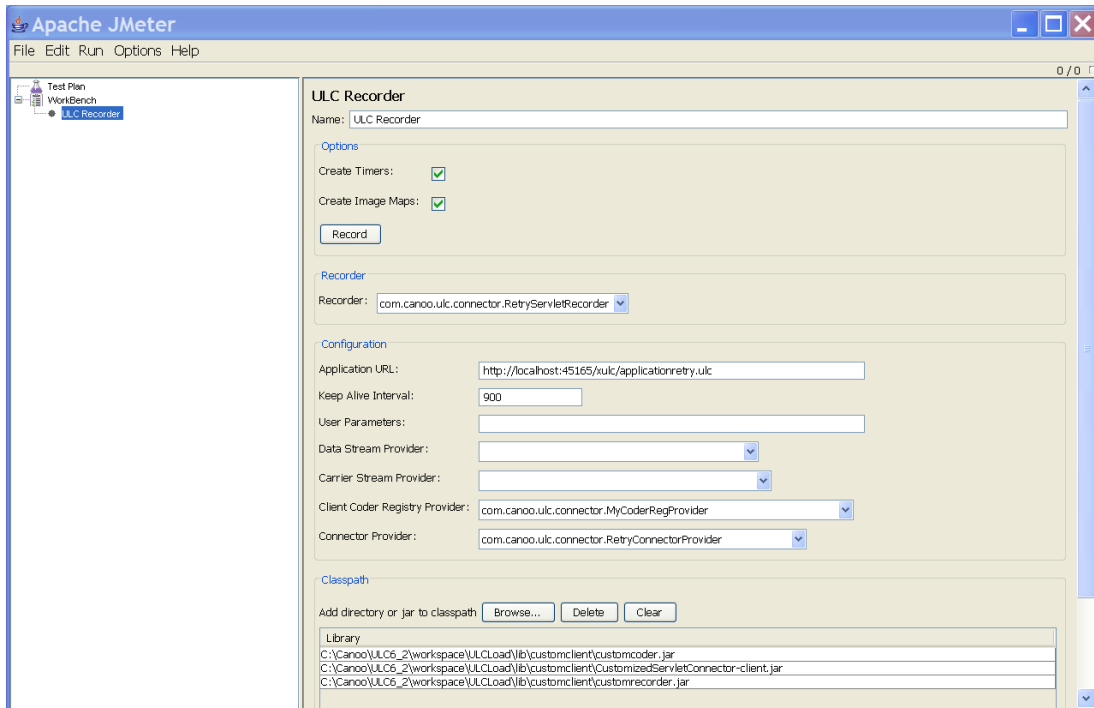 Apache JMeter
File Edit Run Options Help
0 / 0
Test Plan
WorkBench
ULC Recorder
ULC Recorder
Name: ULC Recorder
Options
Create Timers:
Create Image Maps:
Record
Recorder
Recorder: com.canoo.ulc.connector.RetryServletRecorder
Configuration
Application URL: http://localhost:45165/xulc/applicationretry.ulc
Keep Alive Interval: 900
User Parameters:
Data Stream Provider:
Carrier Stream Provider:
Client Coder Registry Provider: com.canoo.ulc.connector.MyCoderRegProvider
Connector Provider: com.canoo.ulc.connector.RetryConnectorProvider
Classpath
Add directory or jar to classpath Browse... Delete Clear
Library
C:\Canoo\ULC6_2\workspace\ULCLoad\lib\customclient\customcoder.jar
C:\Canoo\ULC6_2\workspace\ULCLoad\lib\customclient\CustomizedServletConnector-client.jar
C:\Canoo\ULC6_2\workspace\ULCLoad\lib\customclient\customrecorder.jar